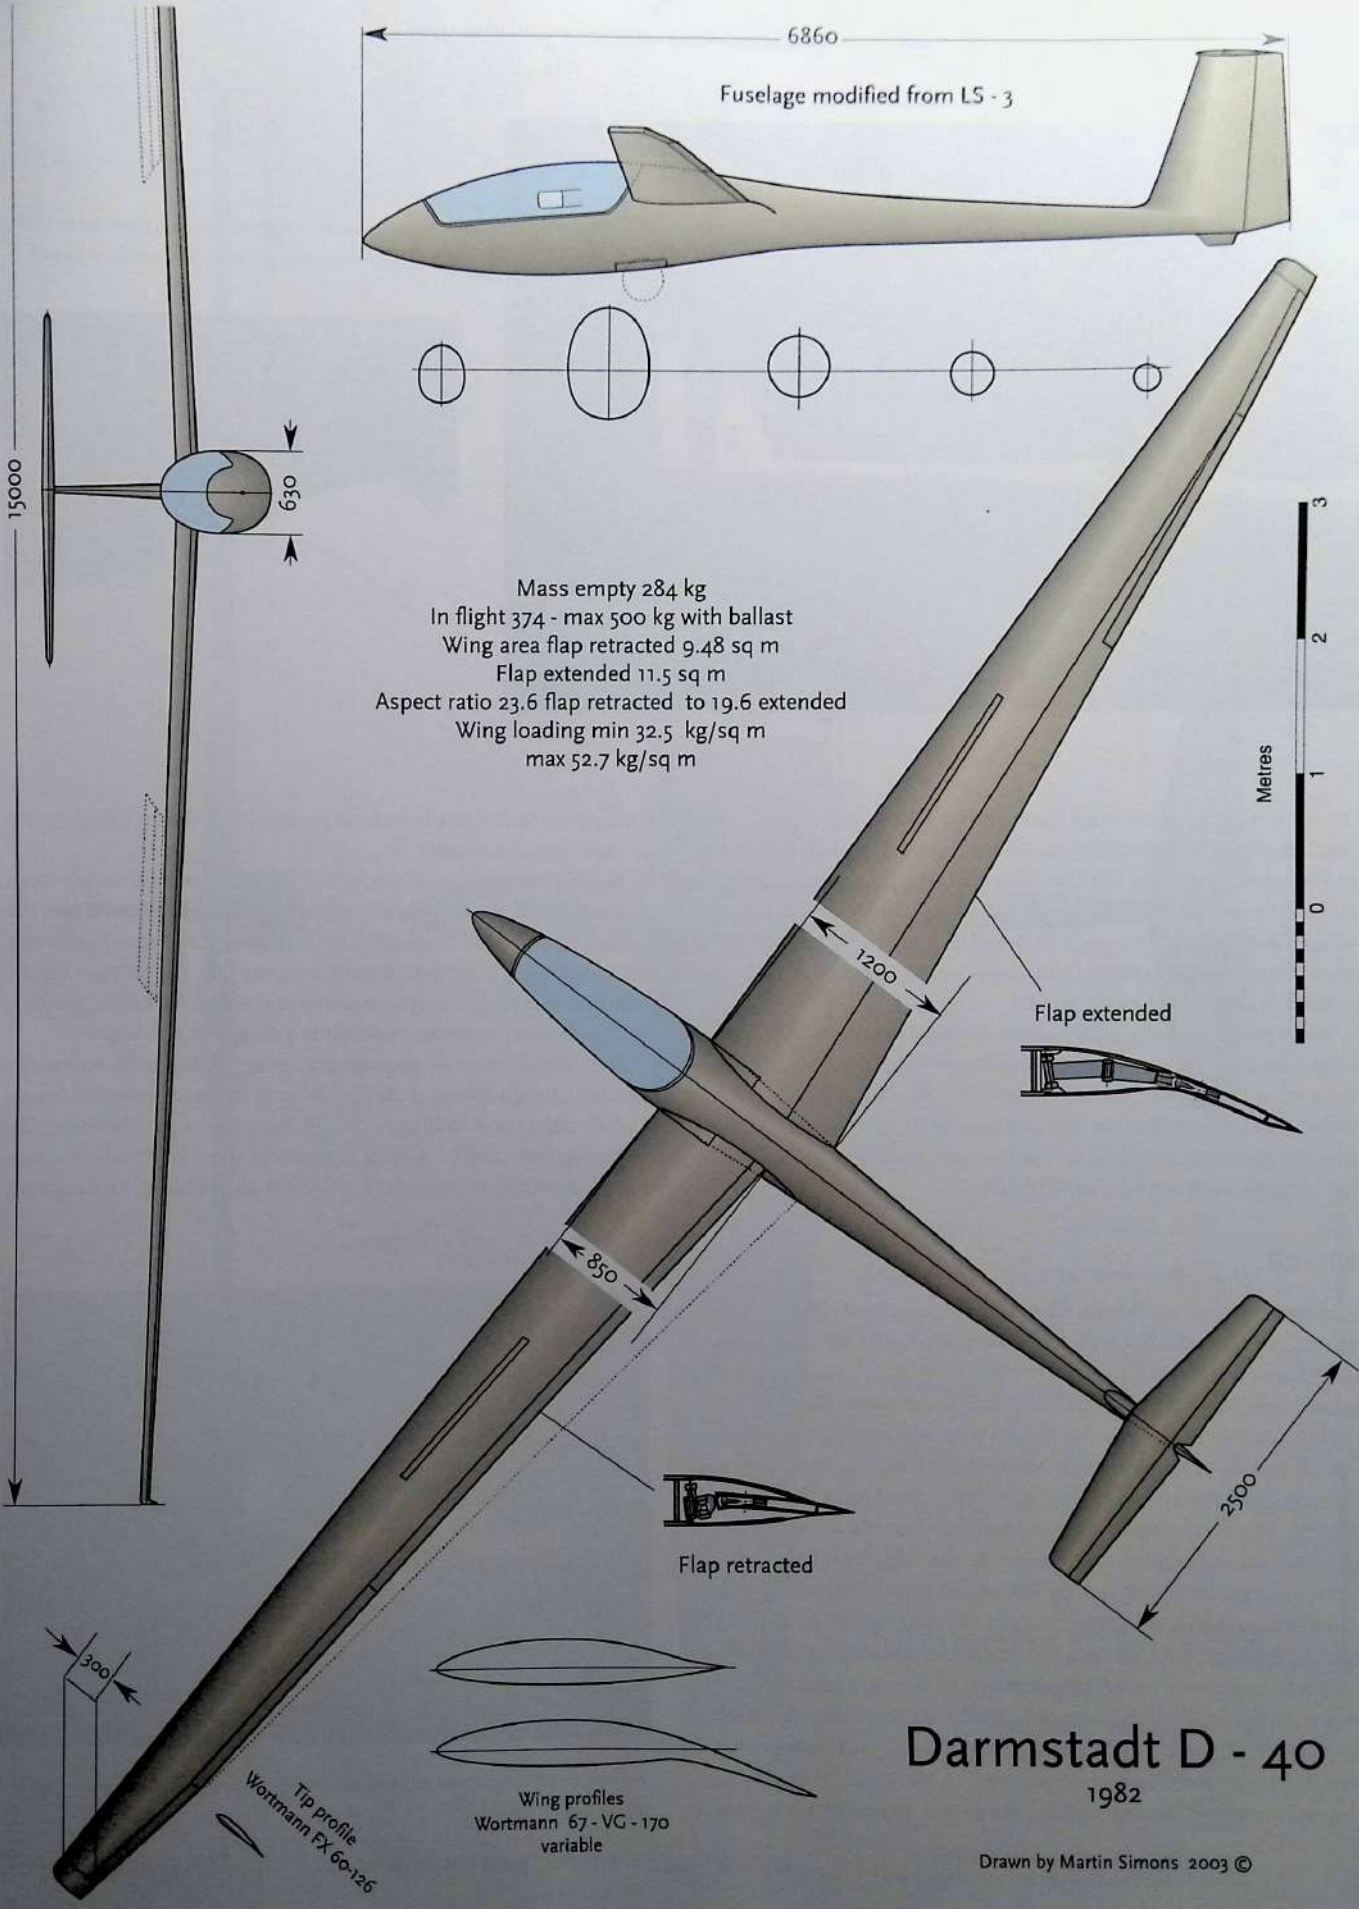 6860
Fuselage modified from LS - 3
15000
630
Mass empty 284 kg
In flight 374 - max 500 kg with ballast
Wing area flap retracted 9.48 sq m
Flap extended 11.5 sq m
Aspect ratio 23.6 flap retracted to 19.6 extended
Wing loading min 32.5 kg/sq m
max 52.7 kg/sq m
3
2
1
0
Metres
1200
Flap extended
850
2500
Flap retracted
300
Tip profile
Wortmann FX 60-126
Wing profiles
Wortmann 67 - VG - 170
variable
Darmstadt D - 40
1982
Drawn by Martin Simons 2003 ©